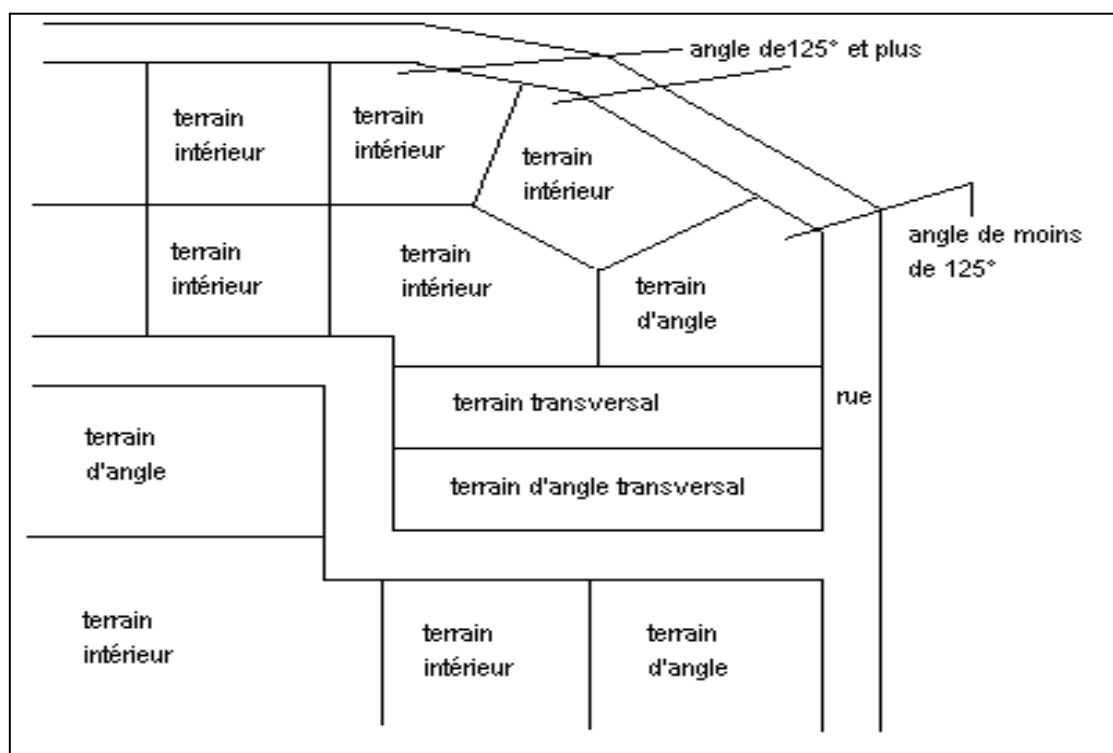 angle de125° et plus
terrain
intérieur
terrain
intérieur
terrain
intérieur
angle de moins
de 125°
terrain
intérieur
terrain
intérieur
terrain
d'angle
rue
terrain transversal
terrain
d'angle
terrain d'angle transversal
terrain
intérieur
terrain
intérieur
terrain
d'angle